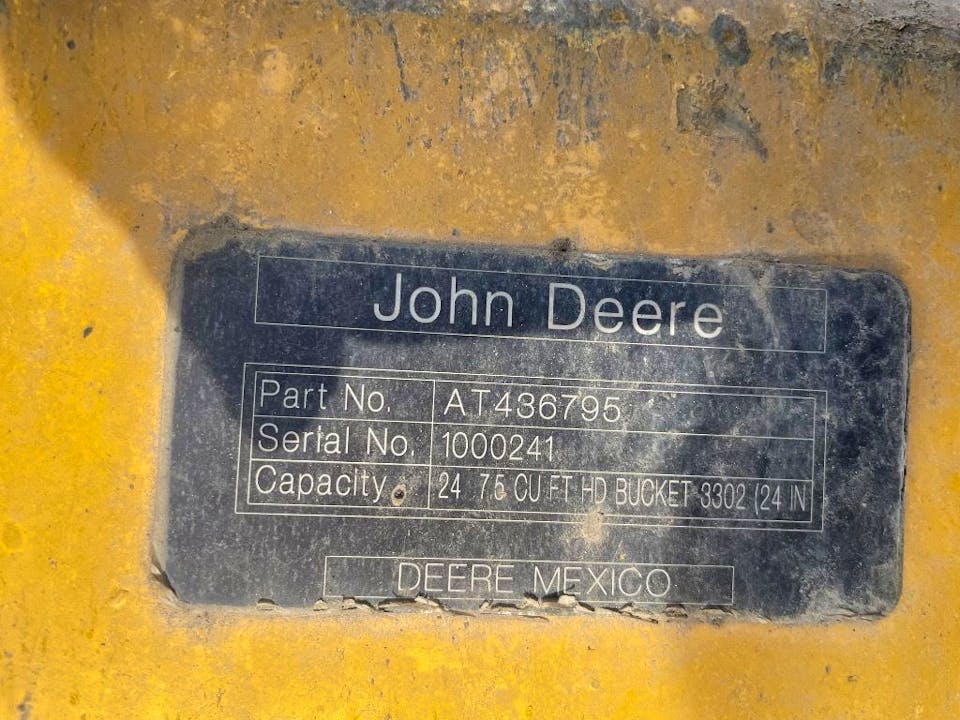 John Deere
Part No. AT436795
Serial No. 1000241
Capacity 24 7.5 CU FT HD BUCKET 3302 (24 IN
DEERE MEXICO